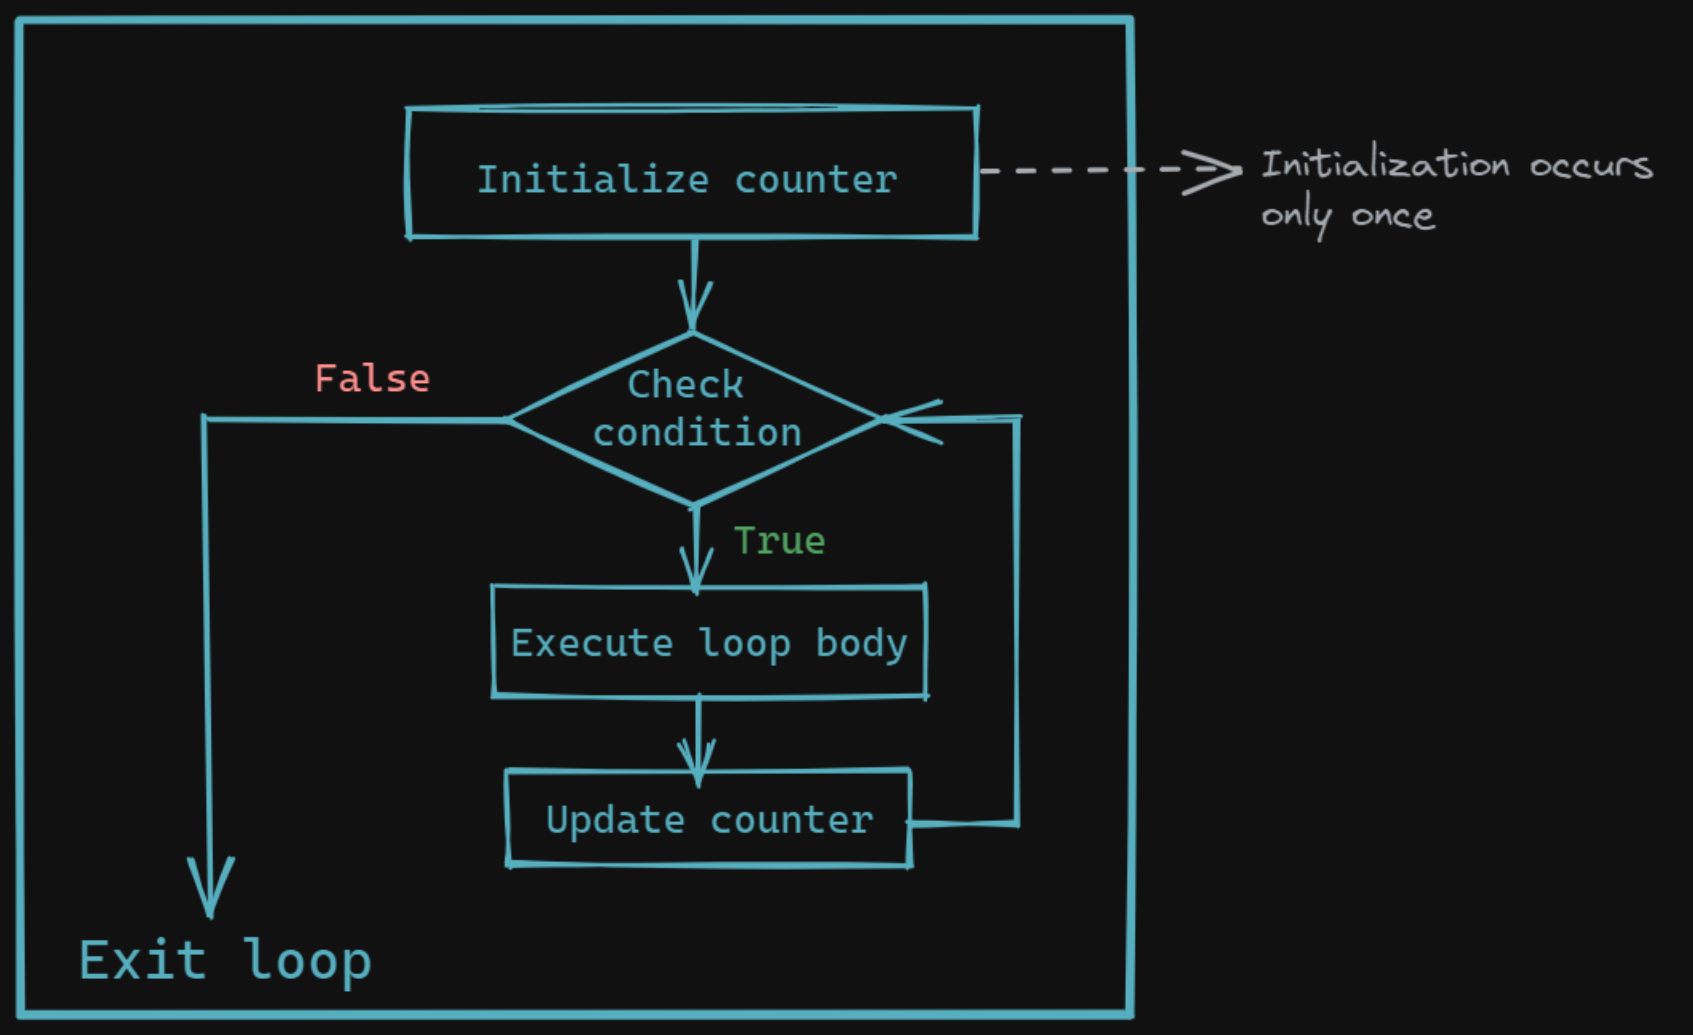 Initialize counter
Initialization occurs
only once
False
Check
condition
True
Execute loop body
Update counter
Exit loop